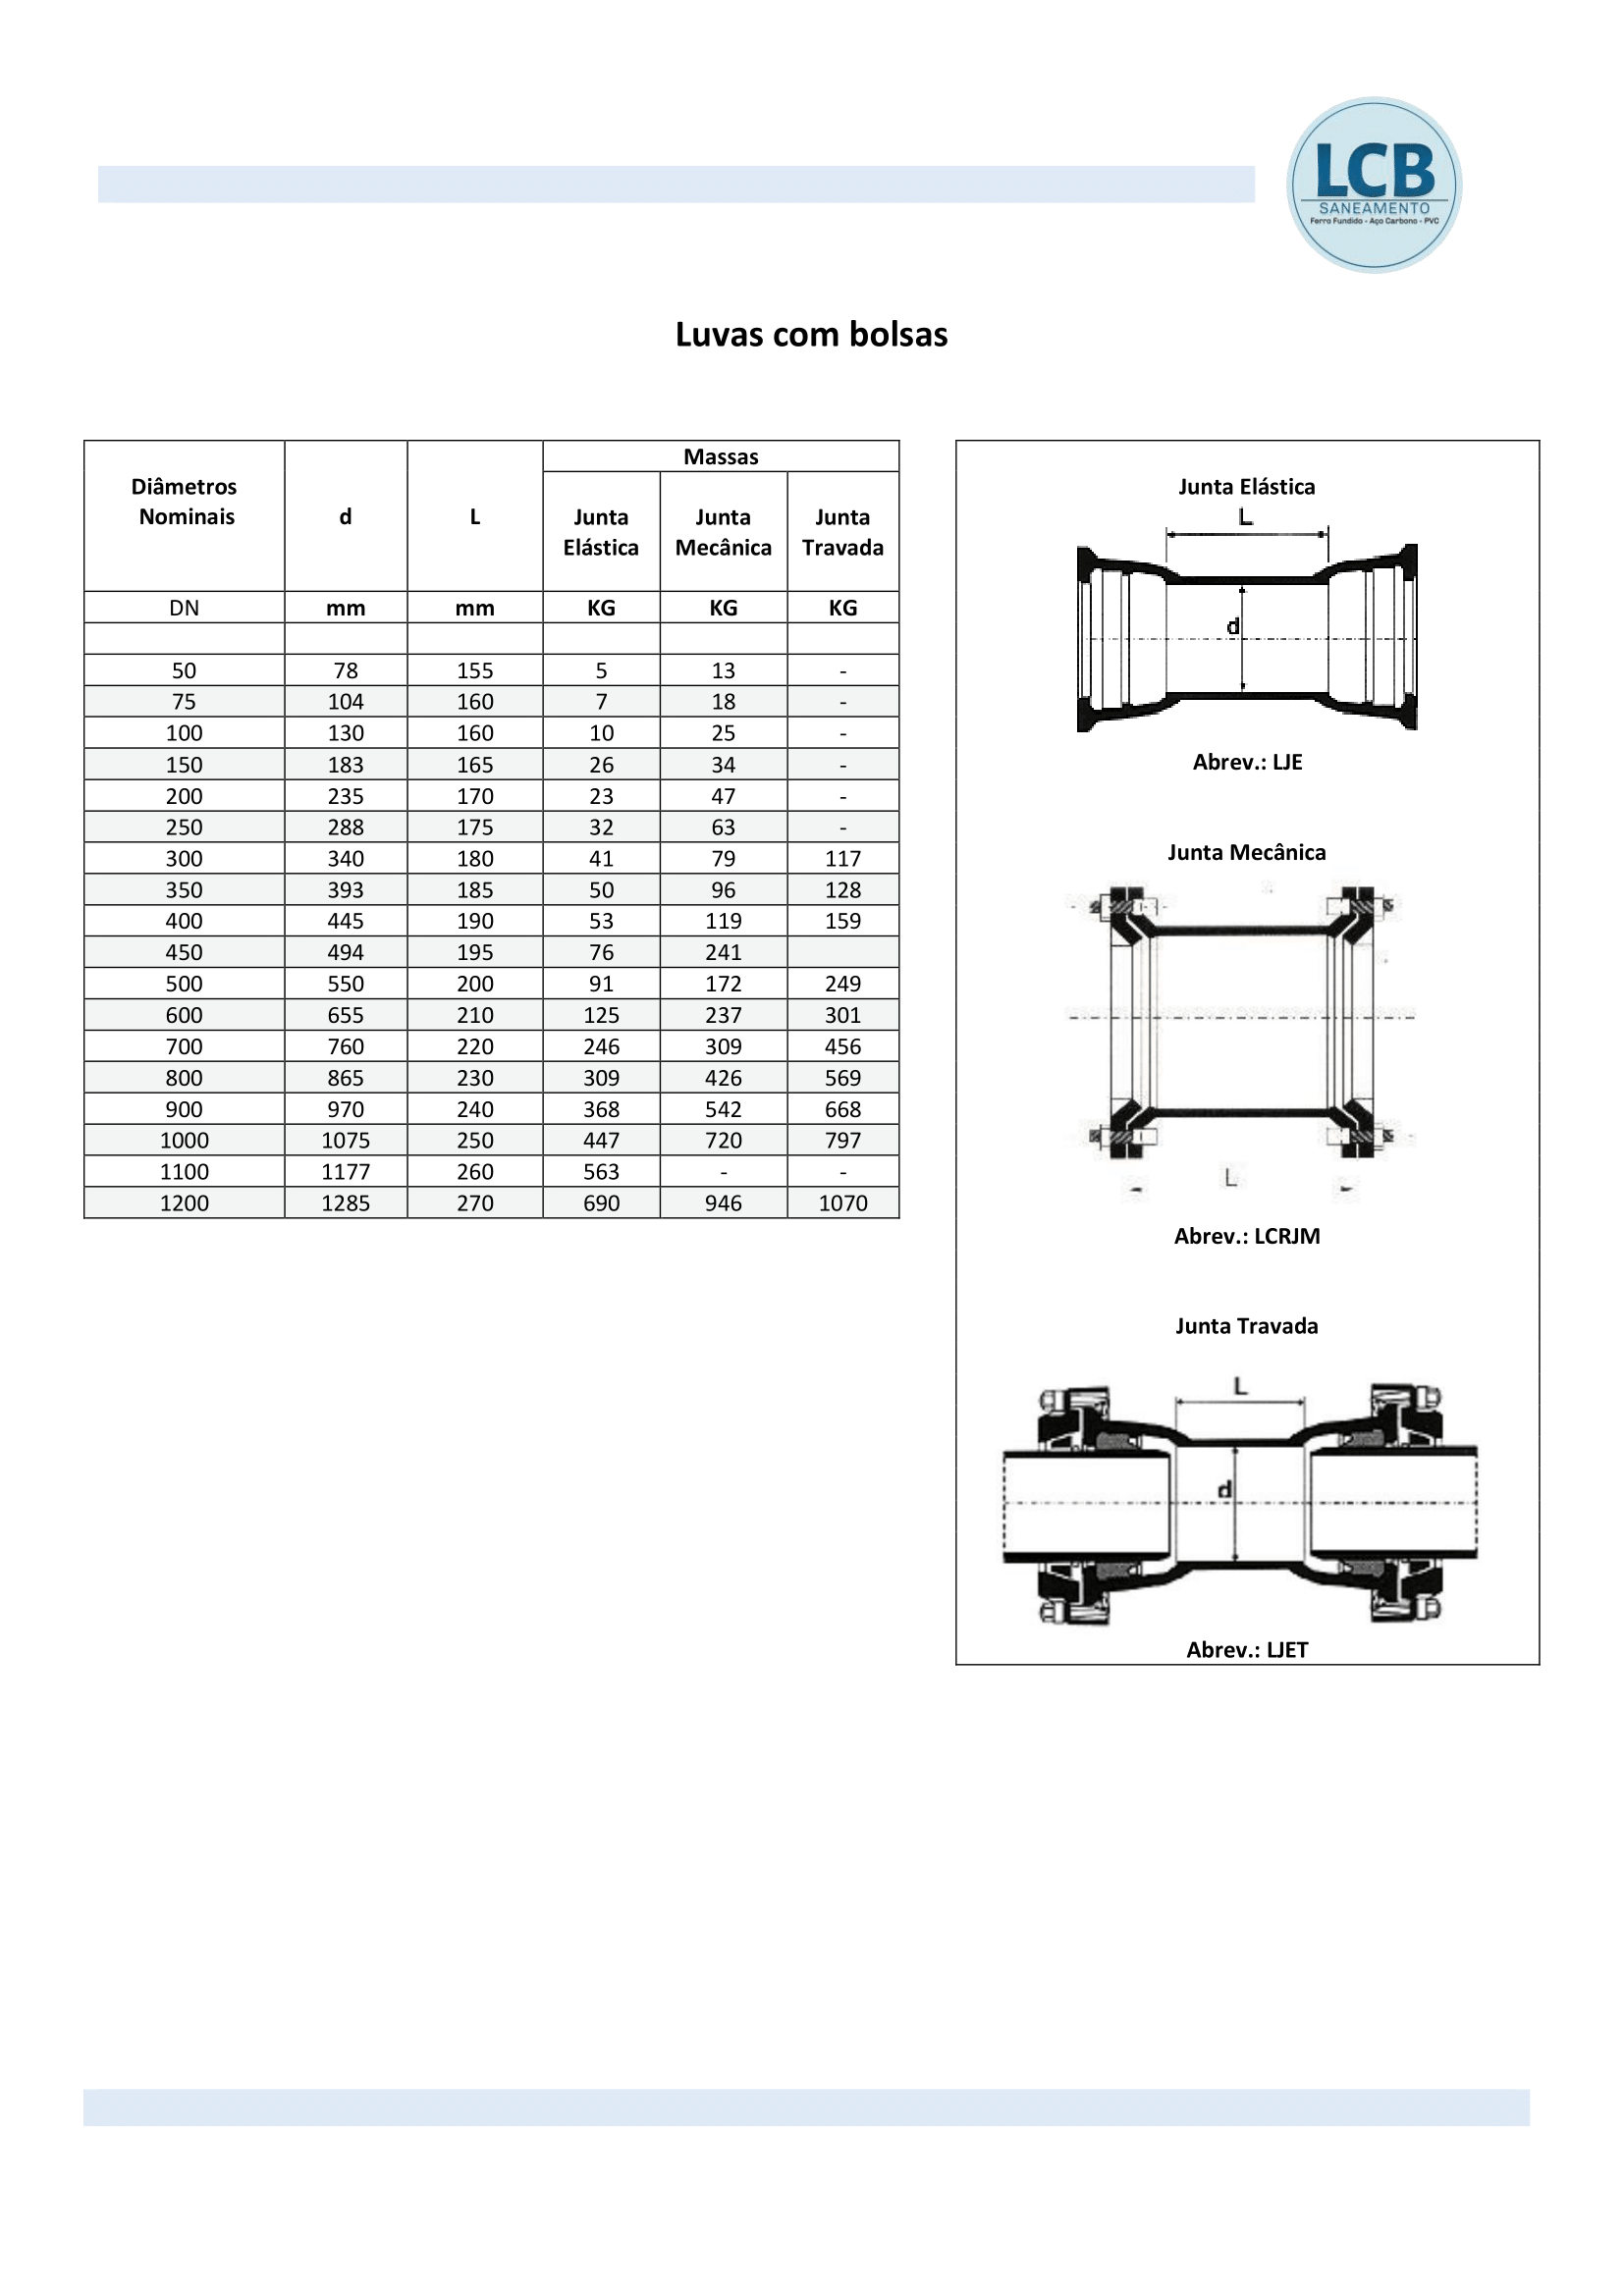 LCB
SANEAMENTO
Ferro Fundido - Aço Carbono - PVC
Luvas com bolsas
Diâmetros Nominais d L Massas
Junta Elástica Junta Mecânica Junta Travada
DN mm mm KG KG KG
50 78 155 5 13 -
75 104 160 7 18 -
100 130 160 10 25 -
150 183 165 26 34 -
200 235 170 23 47 -
250 288 175 32 63 -
300 340 180 41 79 117
350 393 185 50 96 128
400 445 190 53 119 159
450 494 195 76 241
500 550 200 91 172 249
600 655 210 125 237 301
700 760 220 246 309 456
800 865 230 309 426 569
900 970 240 368 542 668
1000 1075 250 447 720 797
1100 1177 260 563 - -
1200 1285 270 690 946 1070
Junta Elástica
L
d
Abrev.: LJE
Junta Mecânica
L
Abrev.: LCRJM
Junta Travada
L
d
Abrev.: LJET